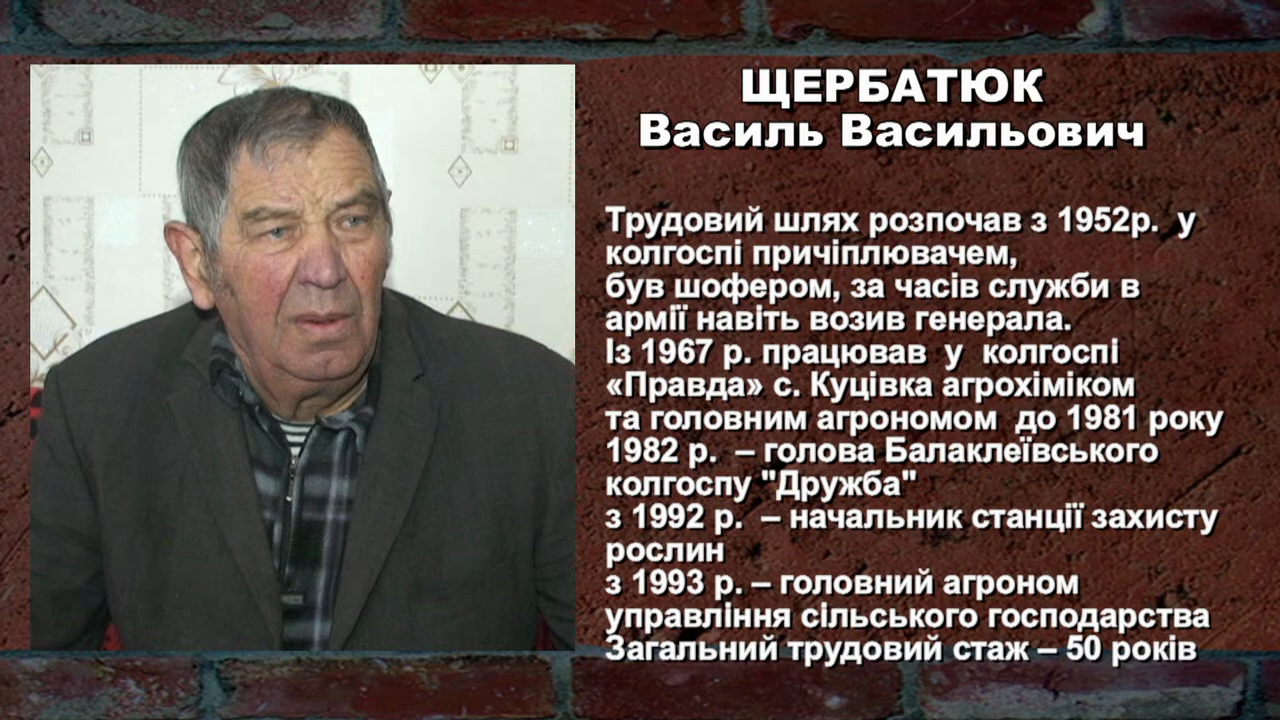 ЩЕРБАТЮК
Василь Васильович
Трудовий шлях розпочав з 1952р. у
колгоспі причіплювачем,
був шофером, за часів служби в
армії навіть возив генерала.
Із 1967 р. працював у колгоспі
«Правда» с. Куцівка агрохіміком
та головним агрономом до 1981 року
1982 р. – голова Балаклеївського
колгоспу "Дружба"
з 1992 р. – начальник станції захисту
рослин
з 1993 р. – головний агроном
управління сільського господарства
Загальний трудовий стаж – 50 років